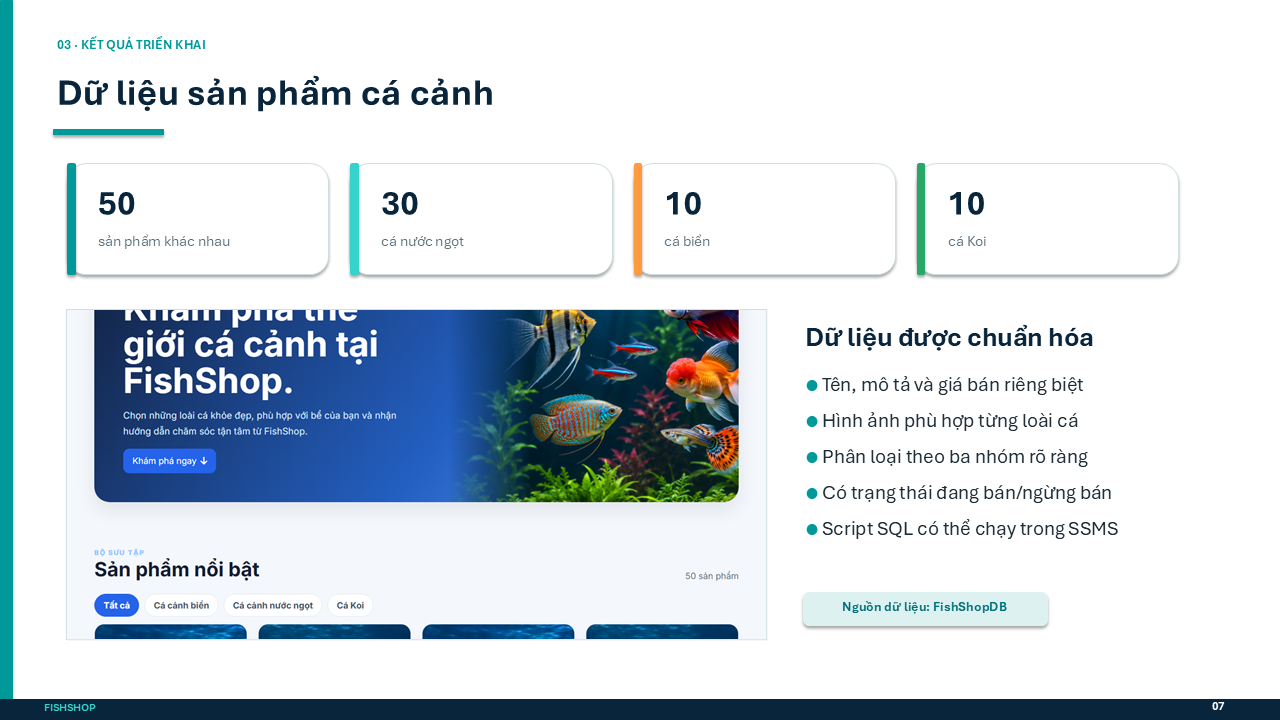 03 · KẾT QUẢ TRIỂN KHAI
Dữ liệu sản phẩm cá cảnh
50
sản phẩm khác nhau
30
cá nước ngọt
10
cá biển
10
cá Koi
Khám phá thế
giới cá cảnh tại
FishShop.
Chọn những loài cá khỏe đẹp, phù hợp với bể của bạn và nhận
hướng dẫn chăm sóc tận tâm từ FishShop.
Khám phá ngay ↓
BỘ SƯU TẬP
Sản phẩm nổi bật
50 sản phẩm
Tất cả
Cá cảnh biển
Cá cảnh nước ngọt
Cá Koi
Dữ liệu được chuẩn hóa
● Tên, mô tả và giá bán riêng biệt
● Hình ảnh phù hợp từng loài cá
● Phân loại theo ba nhóm rõ ràng
● Có trạng thái đang bán/ngừng bán
● Script SQL có thể chạy trong SSMS
Nguồn dữ liệu: FishShopDB
FISHSHOP
07